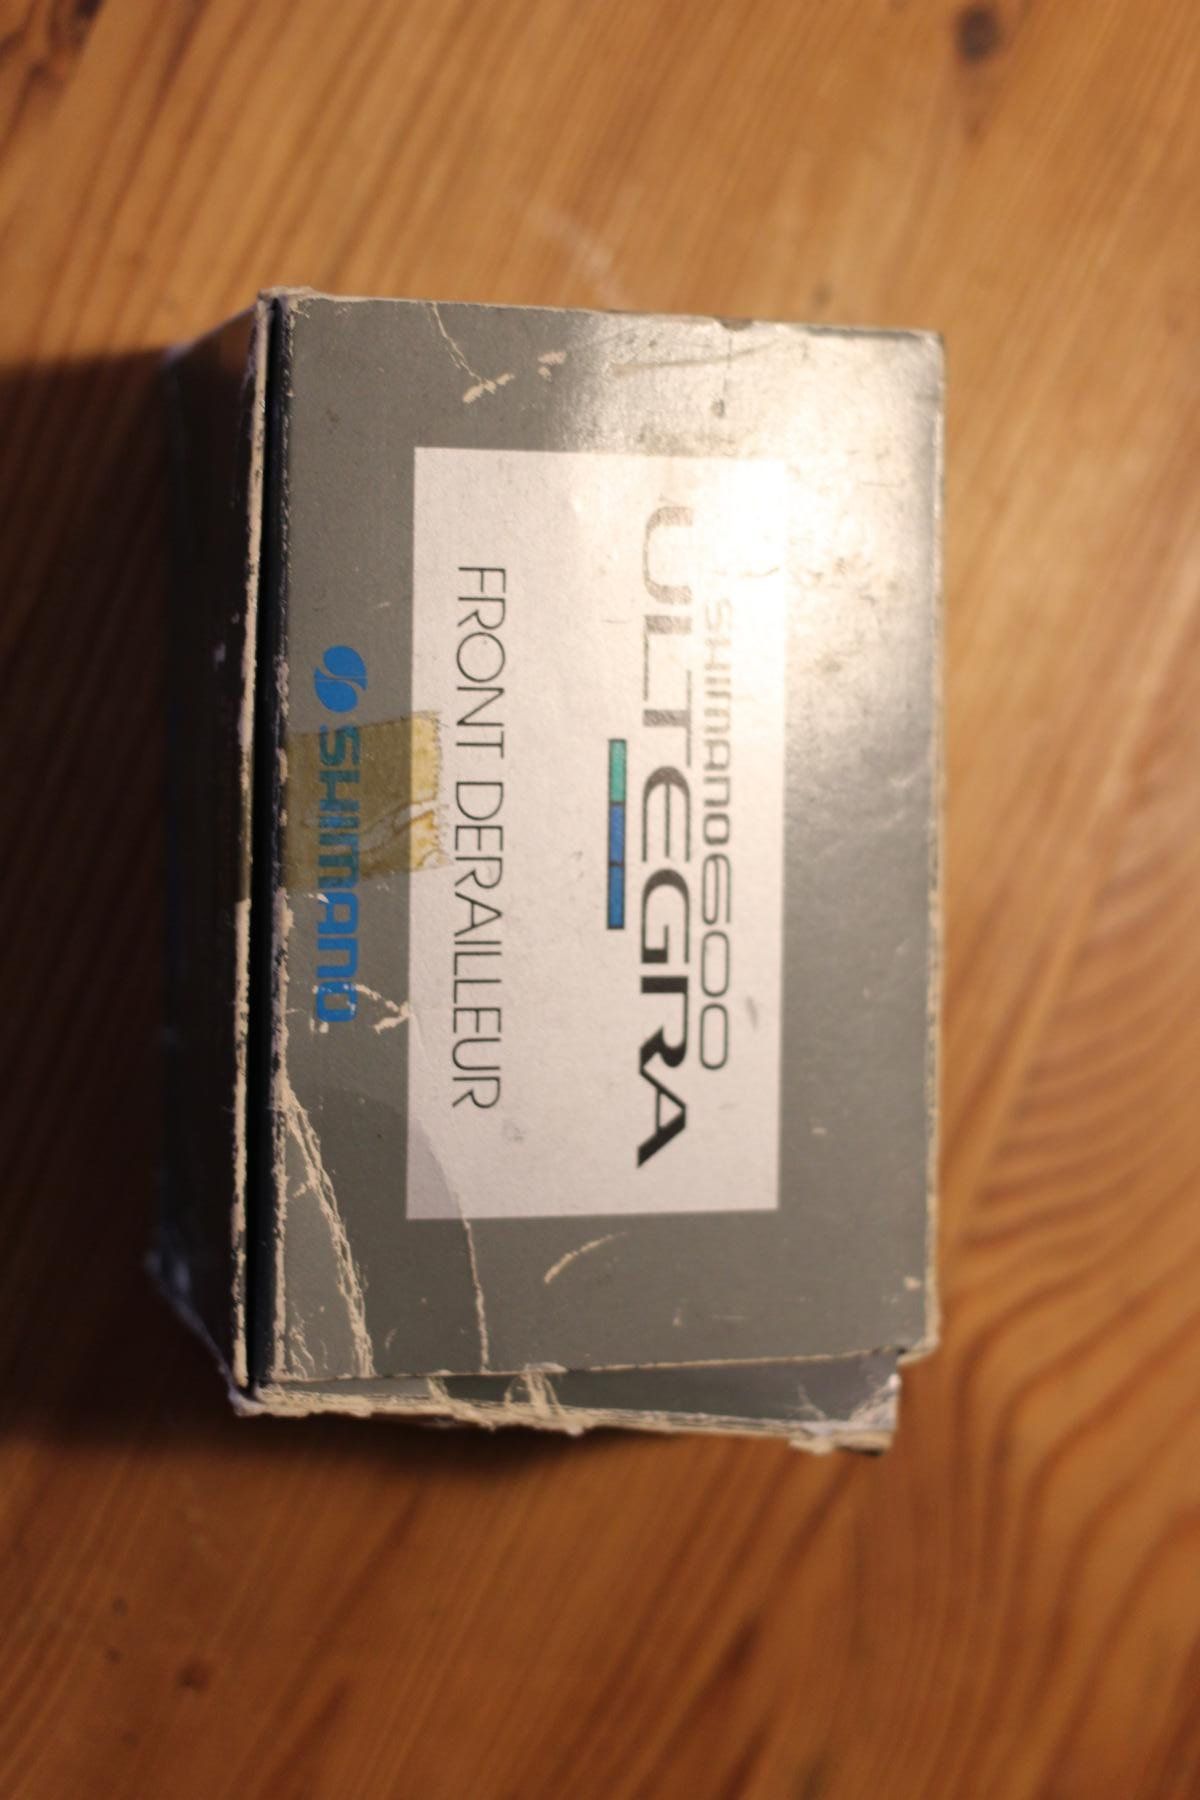 SHIMANO600
ULTEGRA
FRONT DERAILLEUR
SHIMANO